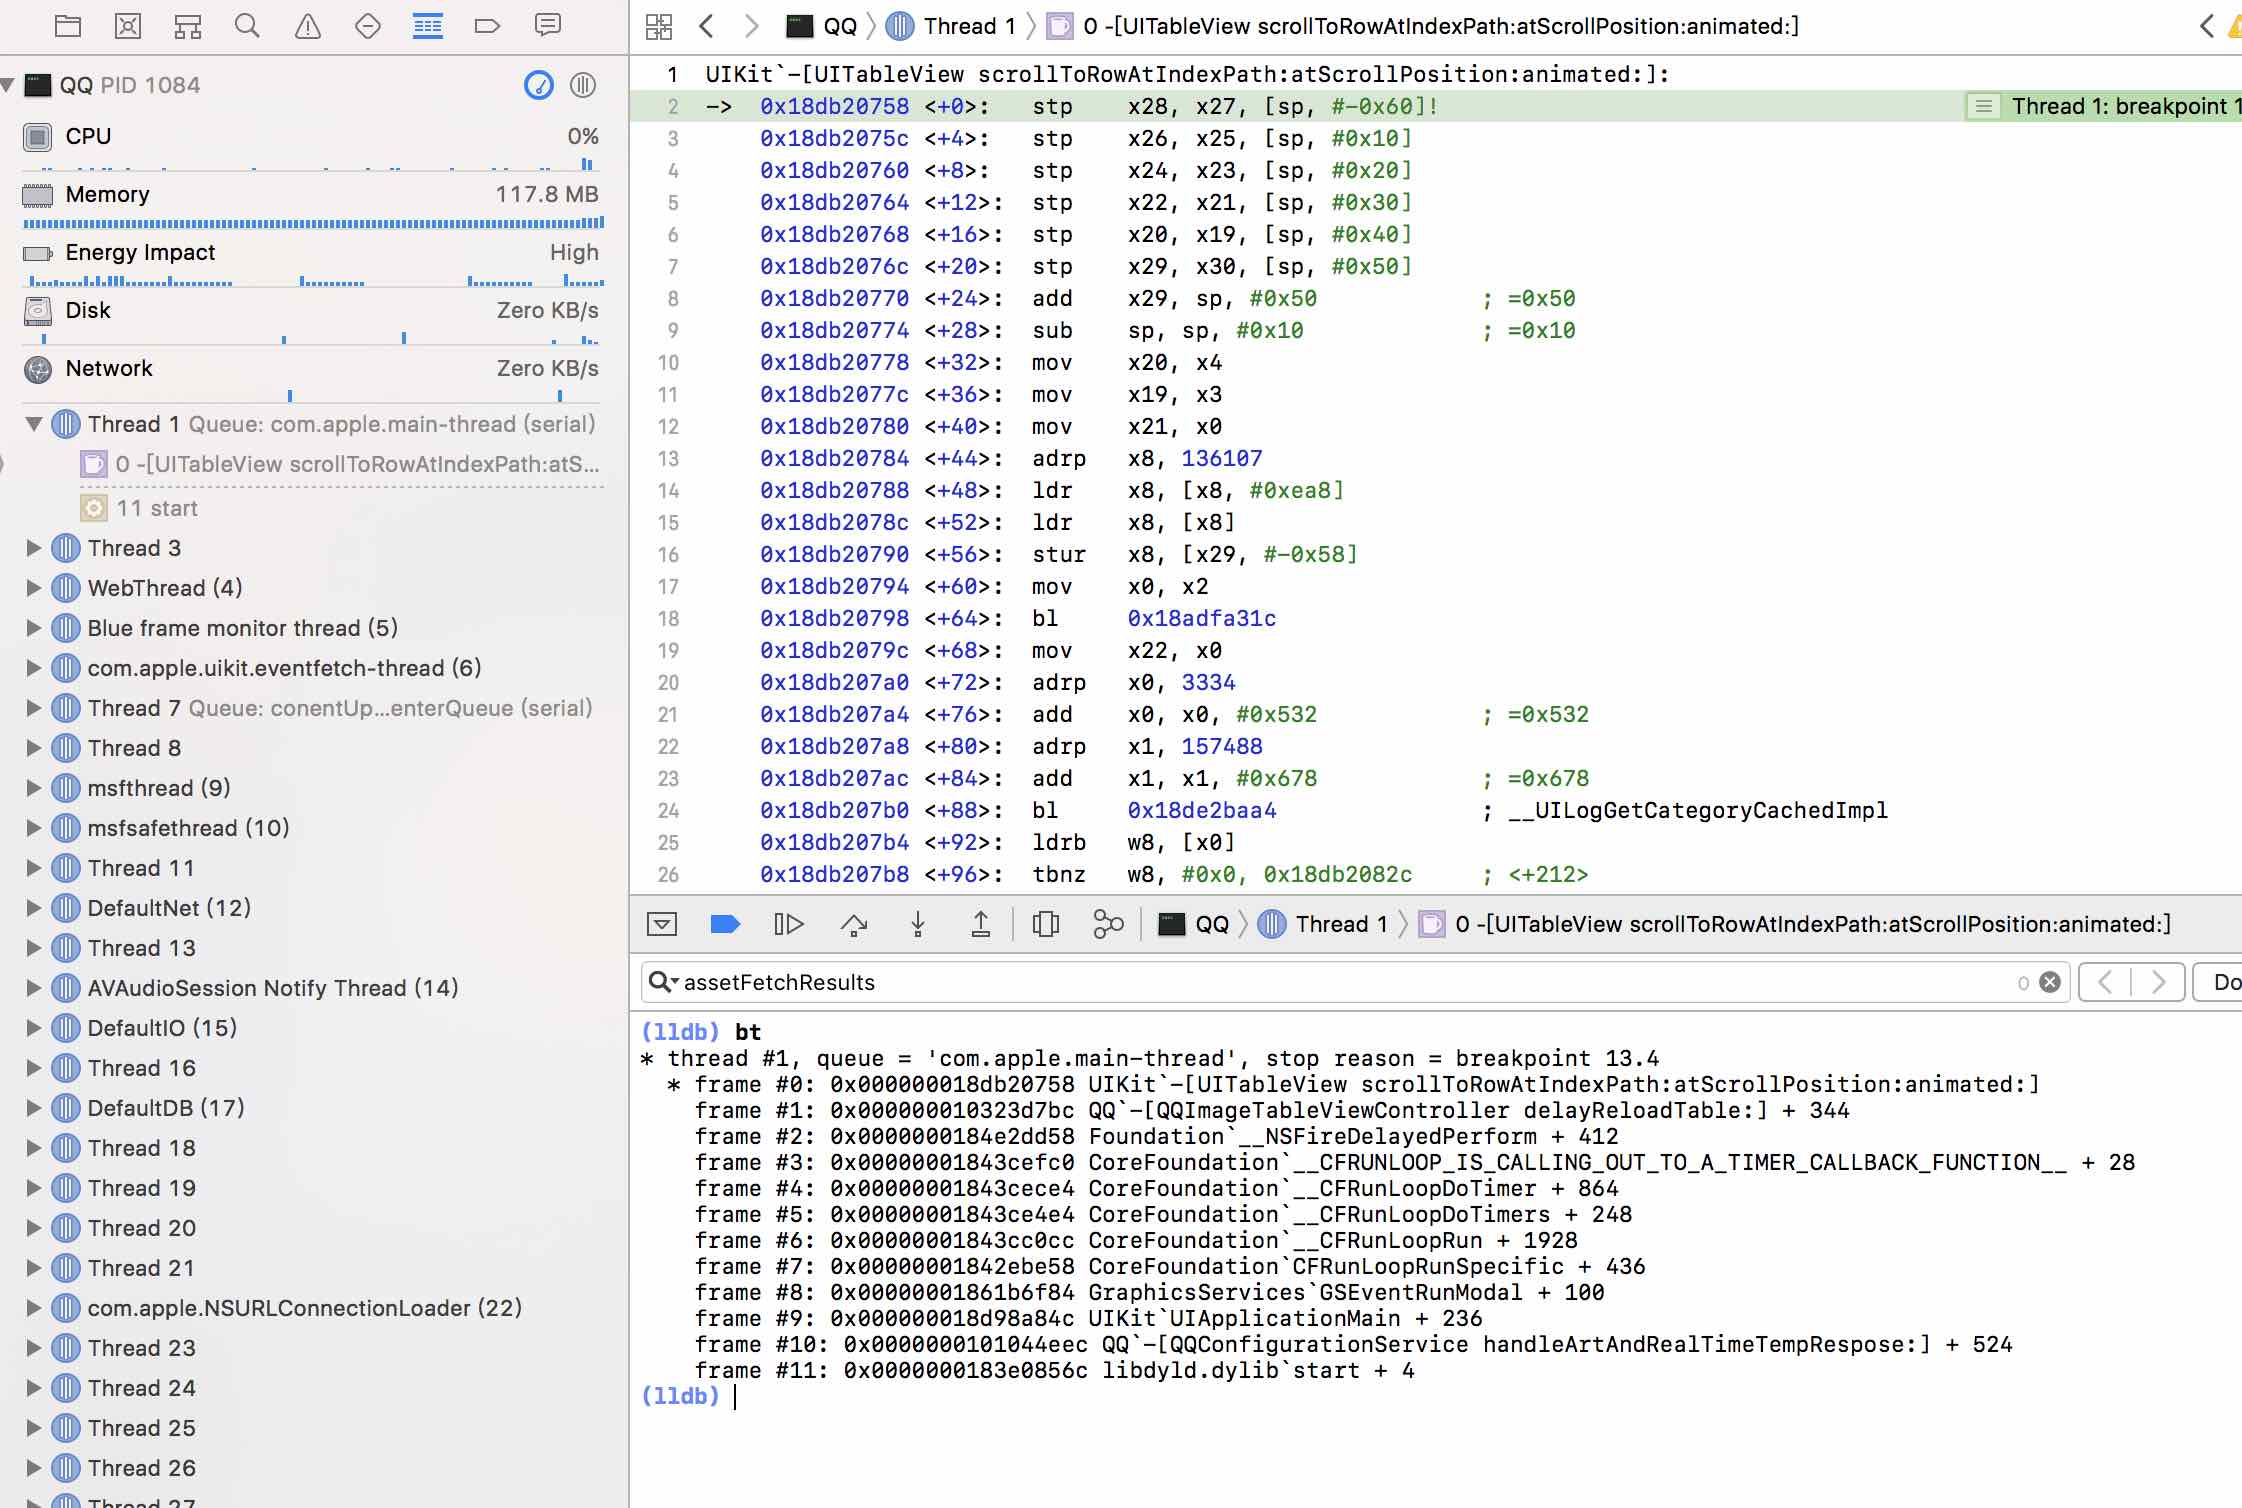 QQ PID 1084
CPU 0%
Memory 117.8 MB
Energy Impact High
Disk Zero KB/s
Network Zero KB/s
Thread 1 Queue: com.apple.main-thread (serial)
0 -[UITableView scrollToRowAtIndexPath:atS...
11 start
Thread 3
WebThread (4)
Blue frame monitor thread (5)
com.apple.uikit.eventfetch-thread (6)
Thread 7 Queue: conentUp...enterQueue (serial)
Thread 8
msfthread (9)
msfsafethread (10)
Thread 11
DefaultNet (12)
Thread 13
AVAudioSession Notify Thread (14)
DefaultIO (15)
Thread 16
DefaultDB (17)
Thread 18
Thread 19
Thread 20
Thread 21
com.apple.NSURLConnectionLoader (22)
Thread 23
Thread 24
Thread 25
Thread 26
Thread 27
QQ Thread 1 0 -[UITableView scrollToRowAtIndexPath:atScrollPosition:animated:]
1 UIKit`-[UITableView scrollToRowAtIndexPath:atScrollPosition:animated:]:
2 -> 0x18db20758 <+0>: stp x28, x27, [sp, #-0x60]! Thread 1: breakpoint 1
3 0x18db2075c <+4>: stp x26, x25, [sp, #0x10]
4 0x18db20760 <+8>: stp x24, x23, [sp, #0x20]
5 0x18db20764 <+12>: stp x22, x21, [sp, #0x30]
6 0x18db20768 <+16>: stp x20, x19, [sp, #0x40]
7 0x18db2076c <+20>: stp x29, x30, [sp, #0x50]
8 0x18db20770 <+24>: add x29, sp, #0x50 ; =0x50
9 0x18db20774 <+28>: sub sp, sp, #0x10 ; =0x10
10 0x18db20778 <+32>: mov x20, x4
11 0x18db2077c <+36>: mov x19, x3
12 0x18db20780 <+40>: mov x21, x0
13 0x18db20784 <+44>: adrp x8, 136107
14 0x18db20788 <+48>: ldr x8, [x8, #0xea8]
15 0x18db2078c <+52>: ldr x8, [x8]
16 0x18db20790 <+56>: stur x8, [x29, #-0x58]
17 0x18db20794 <+60>: mov x0, x2
18 0x18db20798 <+64>: bl 0x18adfa31c
19 0x18db2079c <+68>: mov x22, x0
20 0x18db207a0 <+72>: adrp x0, 3334
21 0x18db207a4 <+76>: add x0, x0, #0x532 ; =0x532
22 0x18db207a8 <+80>: adrp x1, 157488
23 0x18db207ac <+84>: add x1, x1, #0x678 ; =0x678
24 0x18db207b0 <+88>: bl 0x18de2baa4 ; __UILogGetCategoryCachedImpl
25 0x18db207b4 <+92>: ldrb w8, [x0]
26 0x18db207b8 <+96>: tbnz w8, #0x0, 0x18db2082c ; <+212>
QQ Thread 1 0 -[UITableView scrollToRowAtIndexPath:atScrollPosition:animated:]
assetFetchResults 0 Do
(lldb) bt
* thread #1, queue = 'com.apple.main-thread', stop reason = breakpoint 13.4
* frame #0: 0x000000018db20758 UIKit`-[UITableView scrollToRowAtIndexPath:atScrollPosition:animated:]
frame #1: 0x000000010323d7bc QQ`-[QQImageTableViewController delayReloadTable:] + 344
frame #2: 0x0000000184e2dd58 Foundation`__NSFireDelayedPerform + 412
frame #3: 0x00000001843cefc0 CoreFoundation`__CFRUNLOOP_IS_CALLING_OUT_TO_A_TIMER_CALLBACK_FUNCTION__ + 28
frame #4: 0x00000001843cece4 CoreFoundation`__CFRunLoopDoTimer + 864
frame #5: 0x00000001843ce4e4 CoreFoundation`__CFRunLoopDoTimers + 248
frame #6: 0x00000001843cc0cc CoreFoundation`__CFRunLoopRun + 1928
frame #7: 0x00000001842ebe58 CoreFoundation`CFRunLoopRunSpecific + 436
frame #8: 0x00000001861b6f84 GraphicsServices`GSEventRunModal + 100
frame #9: 0x000000018d98a84c UIKit`UIApplicationMain + 236
frame #10: 0x0000000101044eec QQ`-[QQConfigurationService handleArtAndRealTimeTempRespose:] + 524
frame #11: 0x0000000183e0856c libdyld.dylib`start + 4
(lldb)